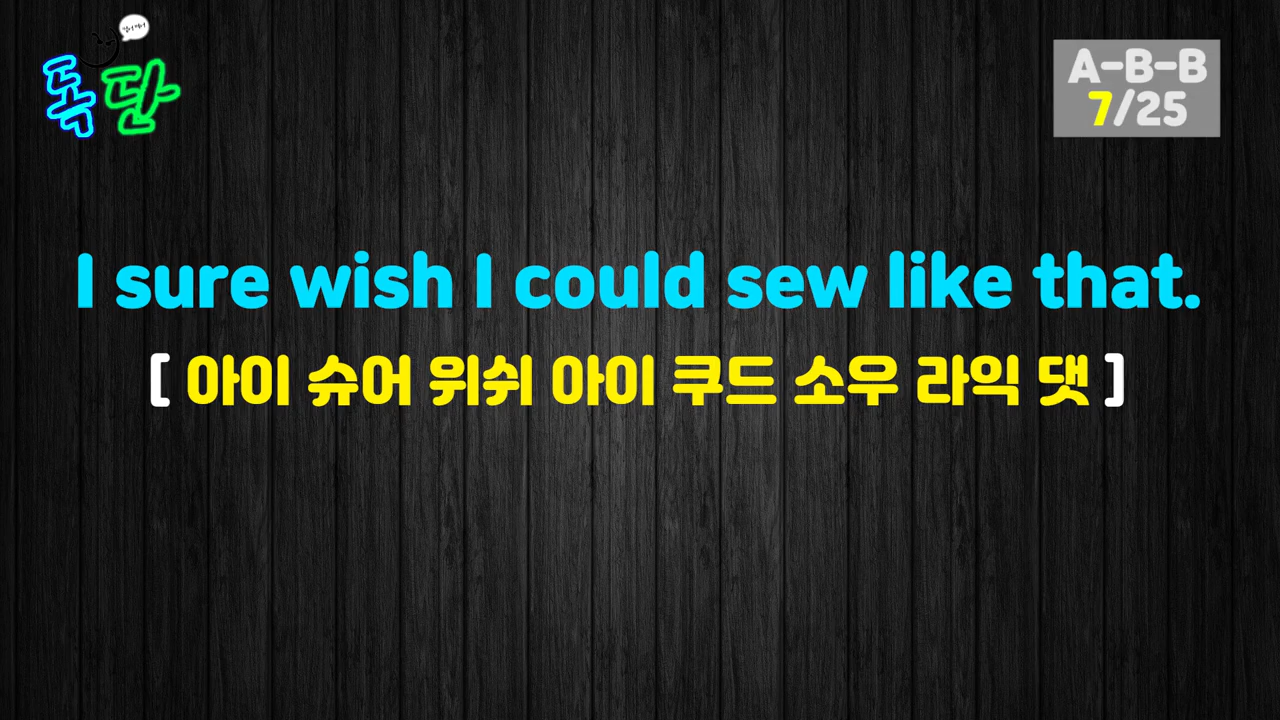 톡단
A-B-B
7/25
I sure wish I could sew like that.
[ 아이 슈어 위쉬 아이 쿠드 소우 라익 댓 ]